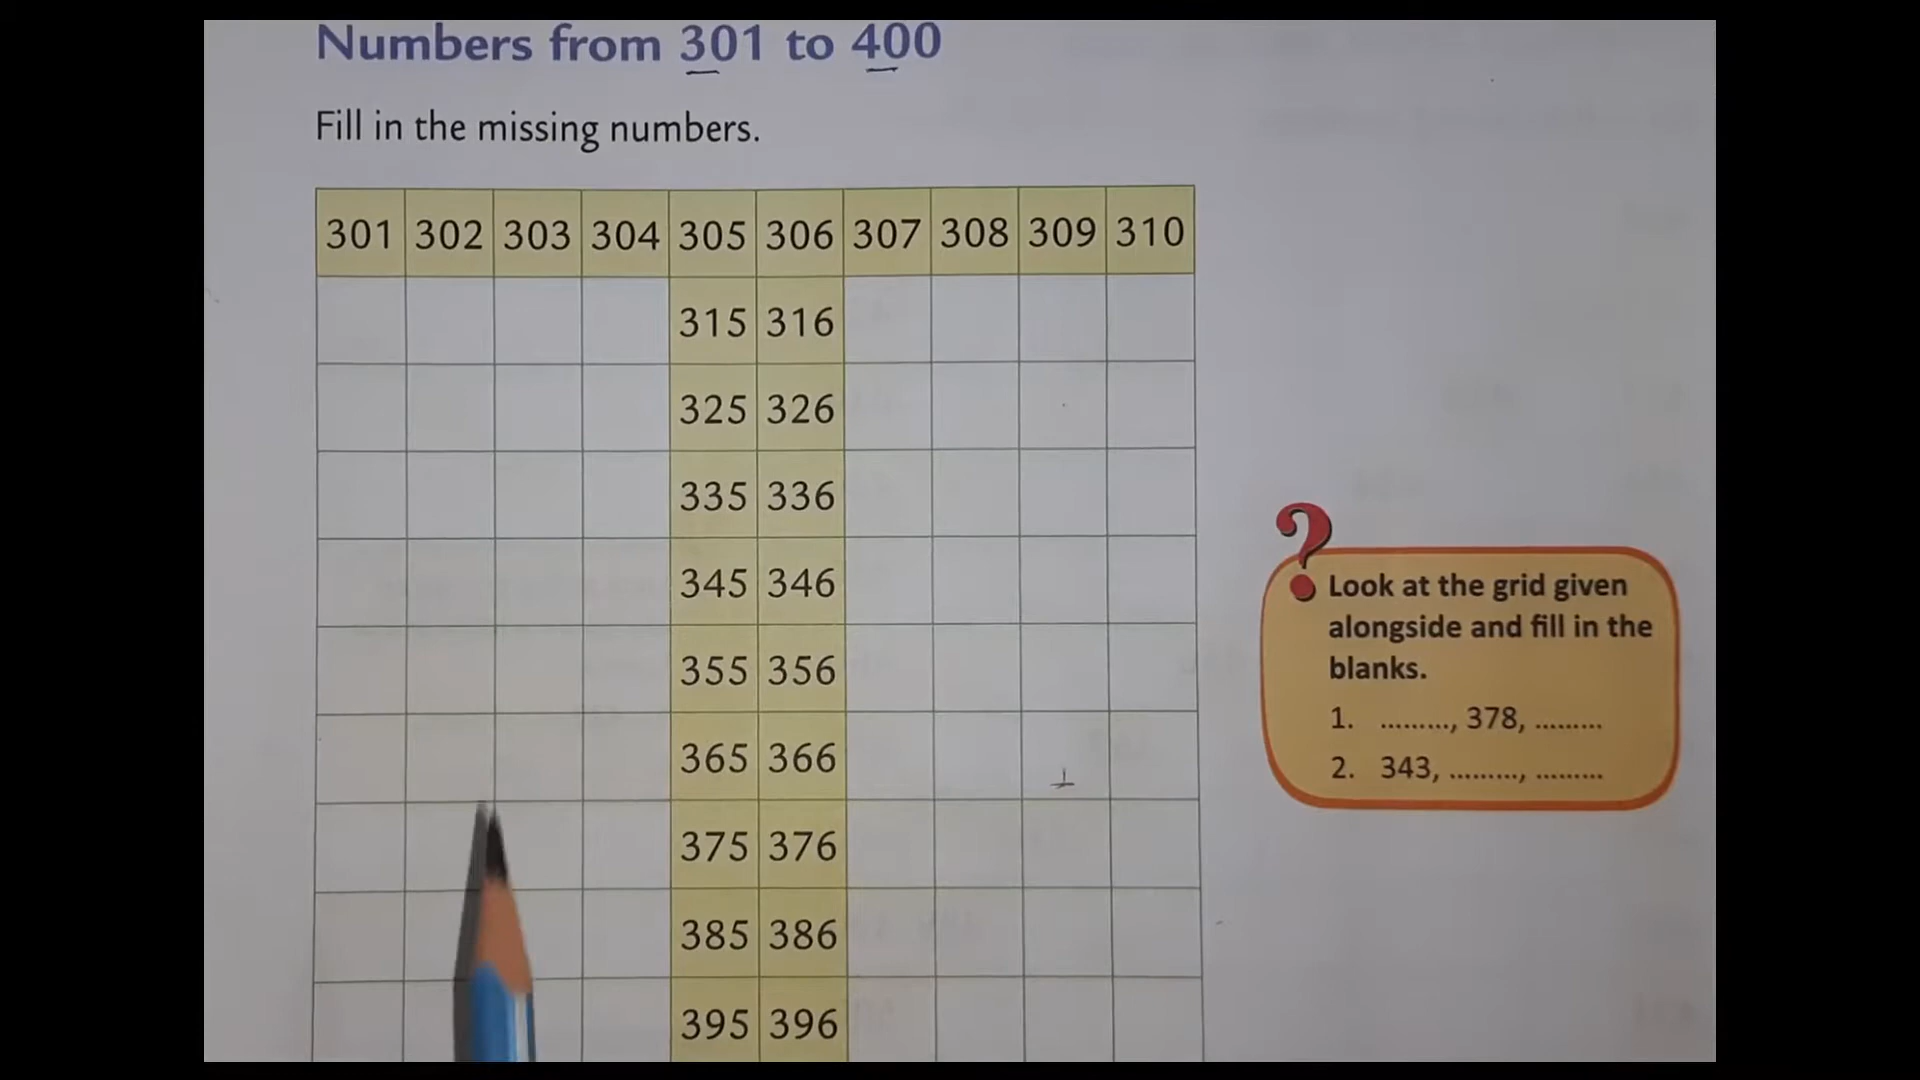 Numbers from 301 to 400
Fill in the missing numbers.
301 302 303 304 305 306 307 308 309 310
315 316
325 326
335 336
345 346
355 356
365 366
375 376
385 386
395 396
?
Look at the grid given
alongside and fill in the
blanks.
1. ........., 378, .........
2. 343, ........., .........